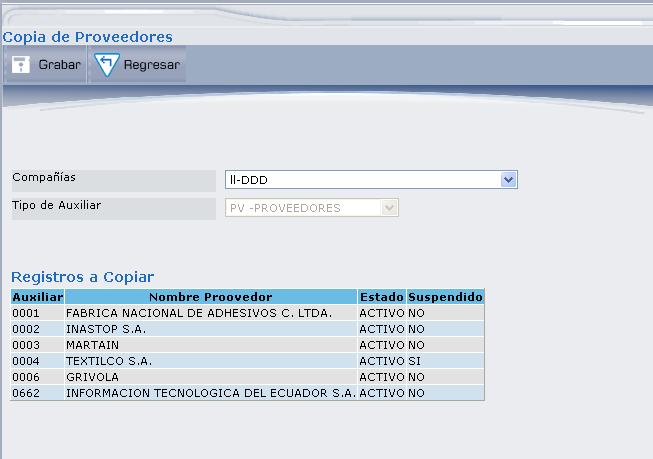 Copia de Proveedores
Grabar Regresar
Compañías ll-DDD
Tipo de Auxiliar PV -PROVEEDORES
Registros a Copiar
Auxiliar Nombre Proovedor Estado Suspendido
0001 FABRICA NACIONAL DE ADHESIVOS C. LTDA. ACTIVO NO
0002 INASTOP S.A. ACTIVO NO
0003 MARTAIN ACTIVO NO
0004 TEXTILCO S.A. ACTIVO SI
0006 GRIVOLA ACTIVO NO
0662 INFORMACION TECNOLOGICA DEL ECUADOR S.A. ACTIVO NO